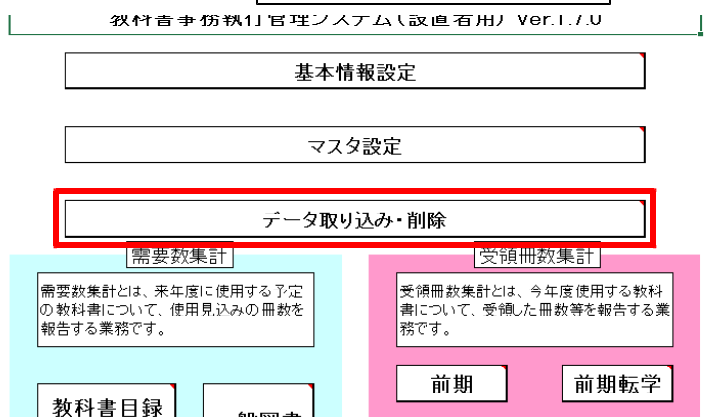 教科書事務執行管理システム(設置者用) Ver.1.7.0
基本情報設定
マスタ設定
データ取り込み・削除
需要数集計
需要数集計とは、来年度に使用する予定
の教科書について、使用見込みの冊数を
報告する業務です。
受領冊数集計
受領冊数集計とは、今年度使用する教科
書について、受領した冊数等を報告する業
務です。
教科書目録
一般図書
前期
前期転学